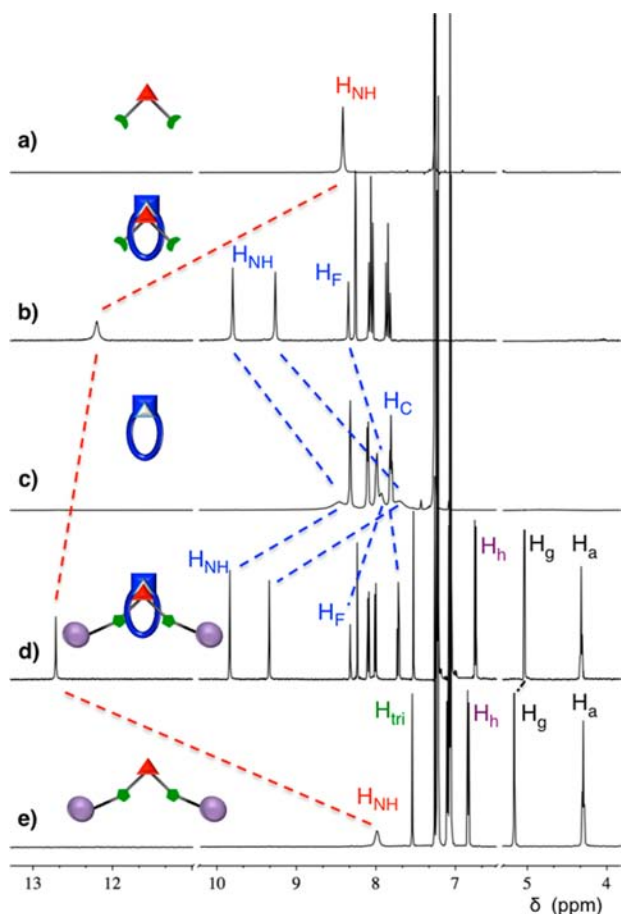 H_NH
a)
H_NH
H_F
b)
H_C
c)
H_NH
H_F
H_h
H_g
H_a
d)
H_tri
H_h
H_g
H_a
H_NH
e)
13 12 10 9 8 7 5 4
δ (ppm)